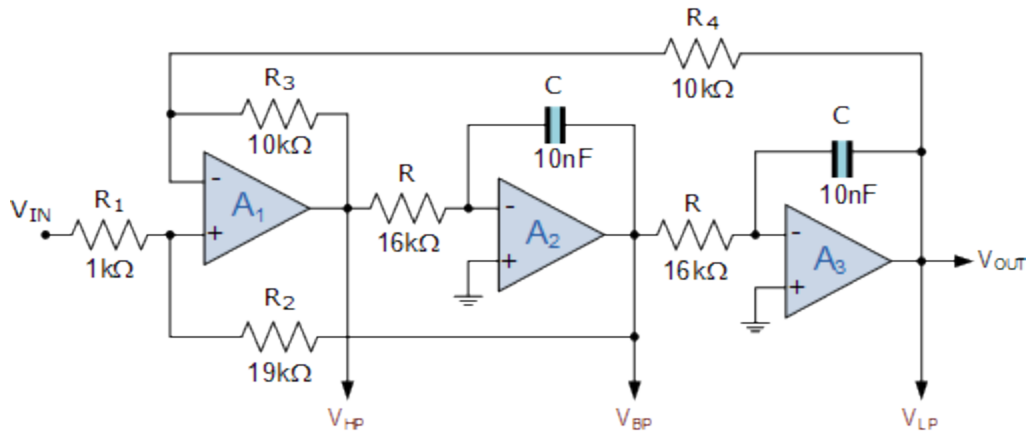 R4
10kΩ
R3
10kΩ
C
10nF
C
10nF
VIN
R1
1kΩ
-
+
A1
R
16kΩ
-
+
A2
R
16kΩ
-
+
A3
VOUT
R2
19kΩ
VHP
VBP
VLP